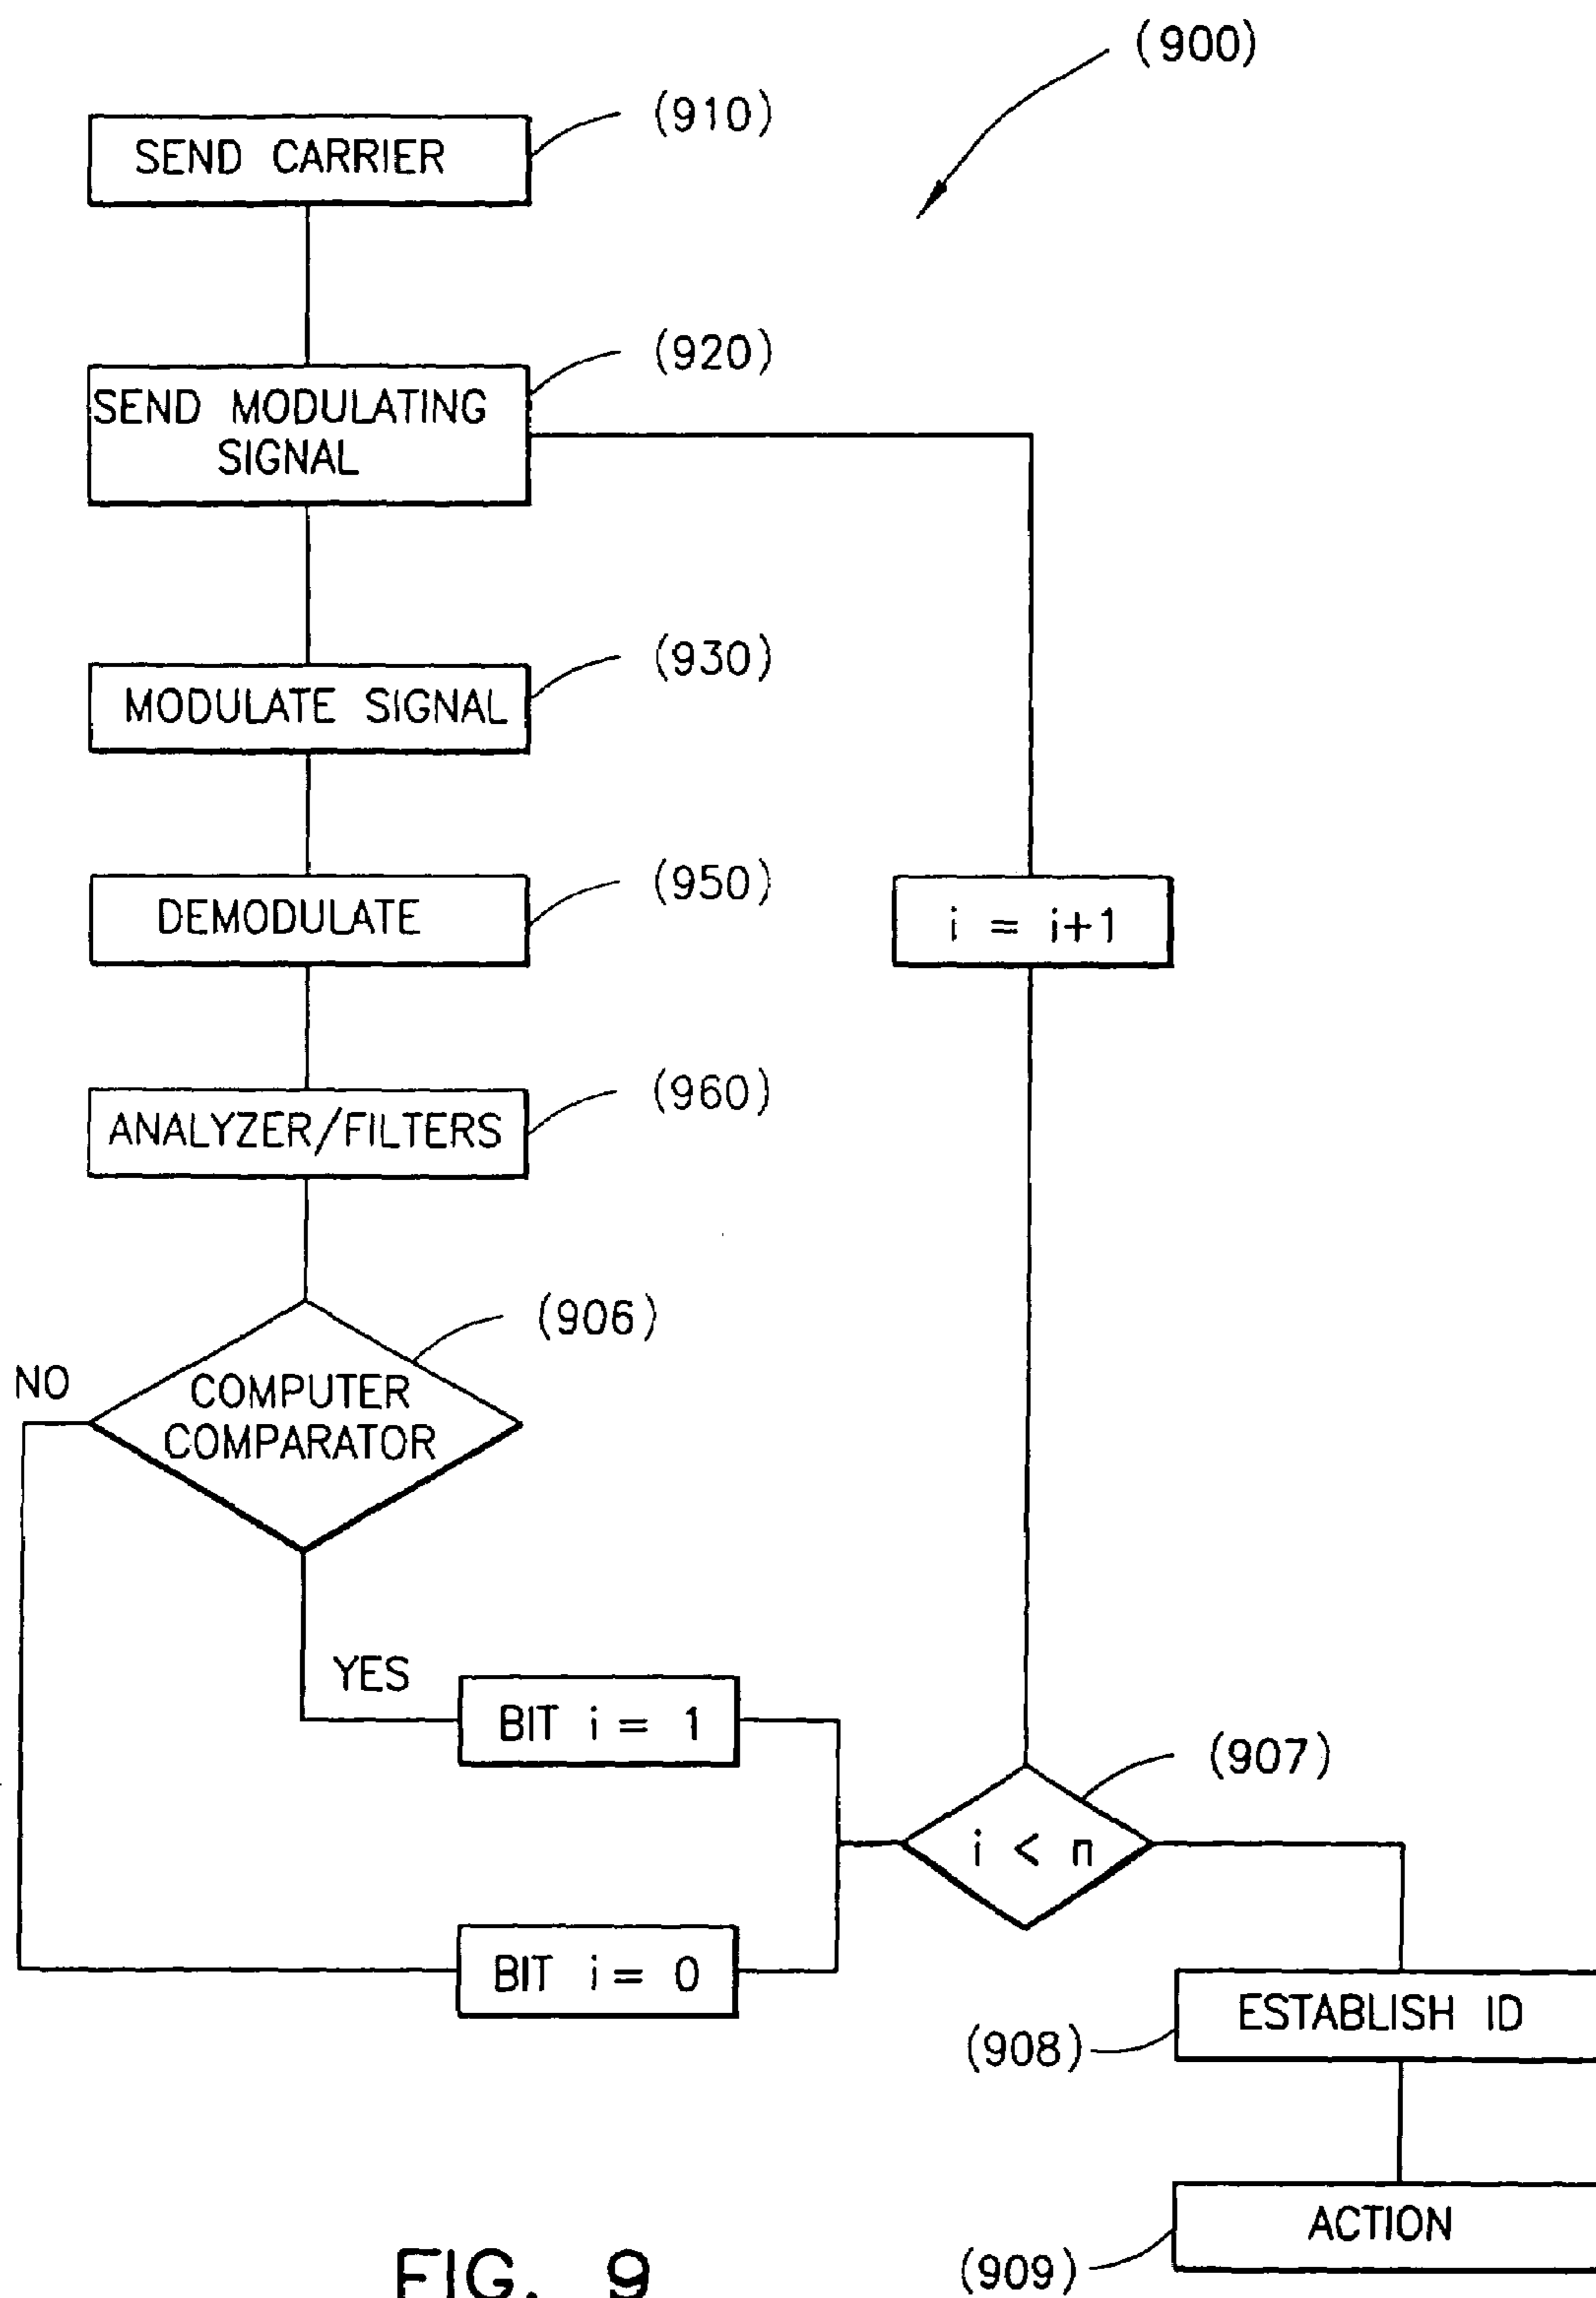 (900)
(910)
SEND CARRIER
(920)
SEND MODULATING
SIGNAL
(930)
MODULATE SIGNAL
(950)
DEMODULATE
i = i+1
(960)
ANALYZER/FILTERS
(906)
NO
COMPUTER
COMPARATOR
YES
BIT i = 1
(907)
i < n
BIT i = 0
ESTABLISH ID
(908)
ACTION
(909)
FIG. 9